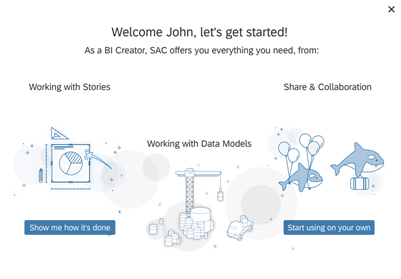 Welcome John, let's get started!
As a BI Creator, SAC offers you everything you need, from:
Working with Stories
Share & Collaboration
Working with Data Models
Show me how it's done
Start using on your own